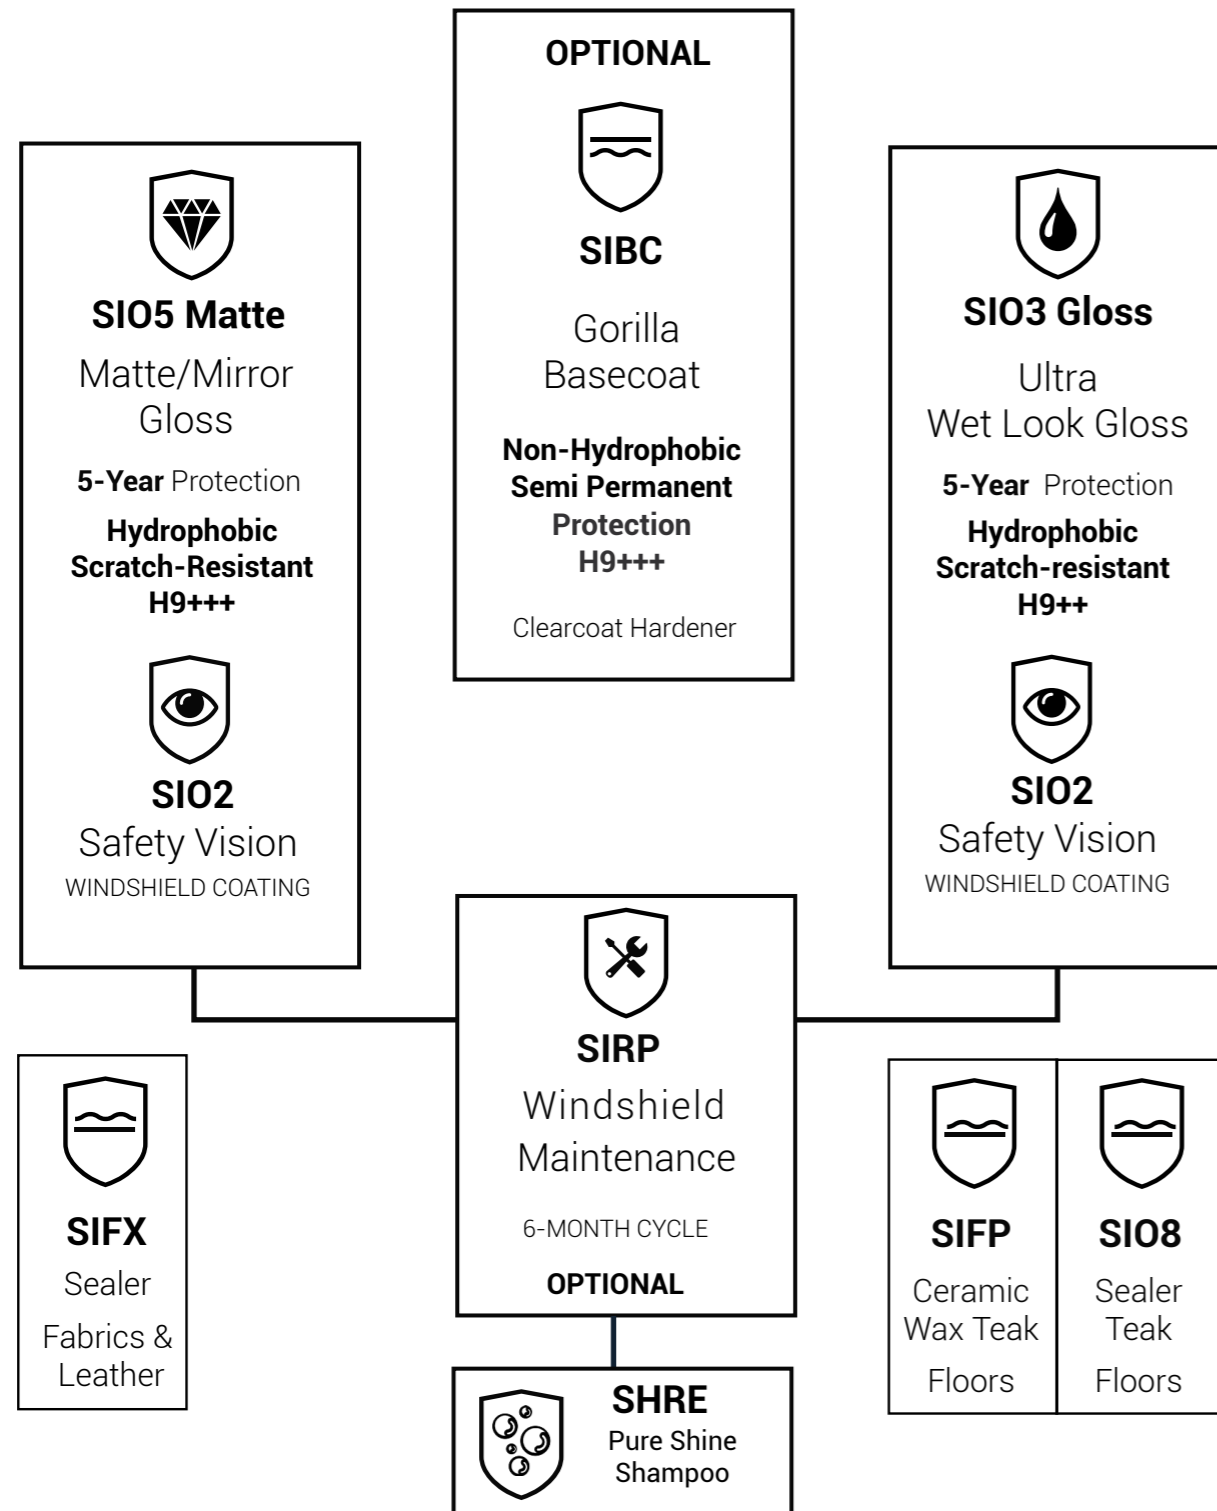 OPTIONAL
SIBC
Gorilla
Basecoat
Non-Hydrophobic
Semi Permanent
Protection
H9+++
Clearcoat Hardener
SIO5 Matte
Matte/Mirror
Gloss
5-Year Protection
Hydrophobic
Scratch-Resistant
H9+++
SIO2
Safety Vision
WINDSHIELD COATING
SIO3 Gloss
Ultra
Wet Look Gloss
5-Year Protection
Hydrophobic
Scratch-resistant
H9++
SIO2
Safety Vision
WINDSHIELD COATING
SIRP
Windshield
Maintenance
6-MONTH CYCLE
OPTIONAL
SIFX
Sealer
Fabrics &
Leather
SIFP
Ceramic
Wax Teak
Floors
SIO8
Sealer
Teak
Floors
SHRE
Pure Shine
Shampoo